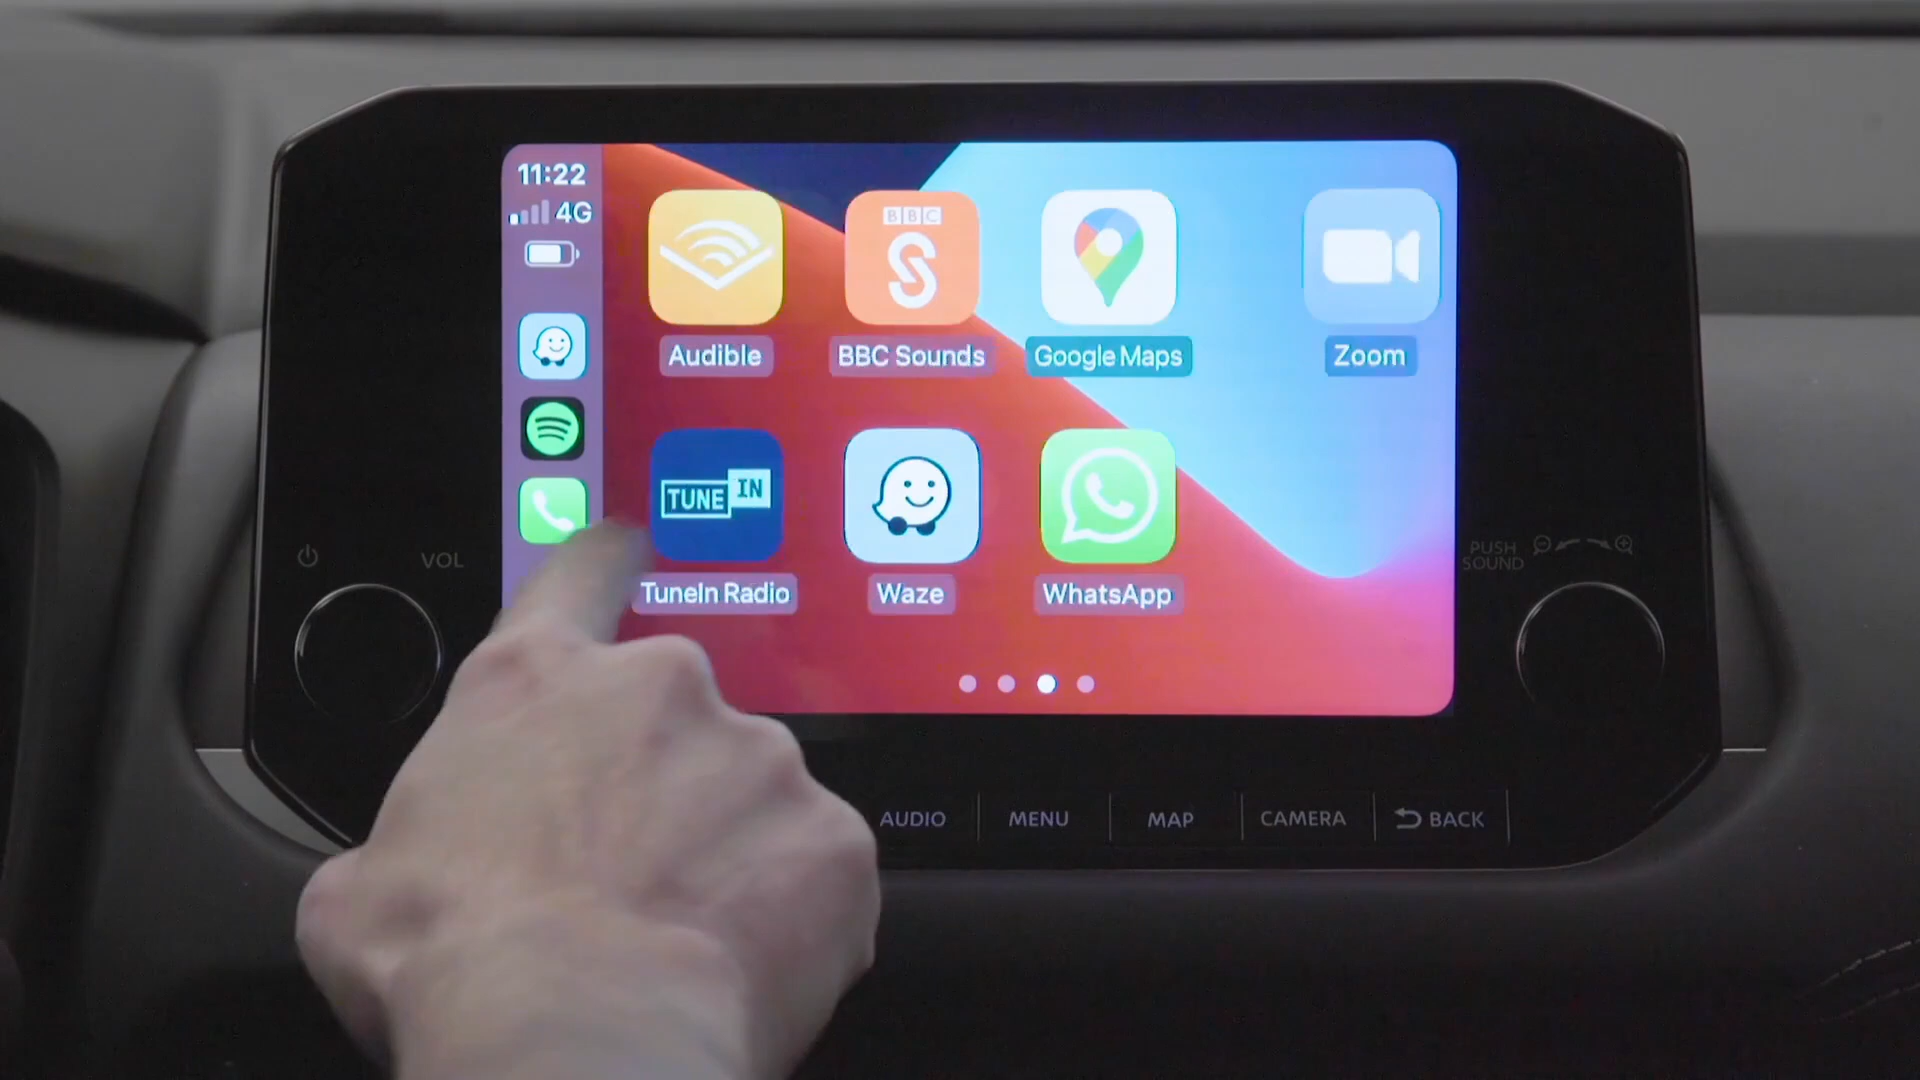 11:22
4G
BBC
Audible
BBC Sounds
Google Maps
Zoom
TUNE IN
TuneIn Radio
Waze
WhatsApp
VOL
PUSH
SOUND
AUDIO
MENU
MAP
CAMERA
BACK